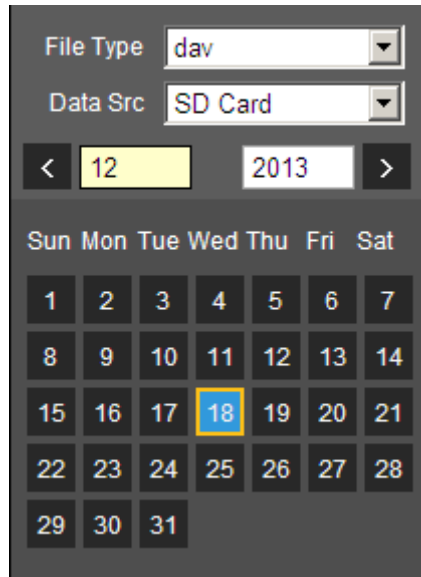 File Type dav
Data Src SD Card
< 12 2013 >
Sun Mon Tue Wed Thu Fri Sat
1 2 3 4 5 6 7
8 9 10 11 12 13 14
15 16 17 18 19 20 21
22 23 24 25 26 27 28
29 30 31